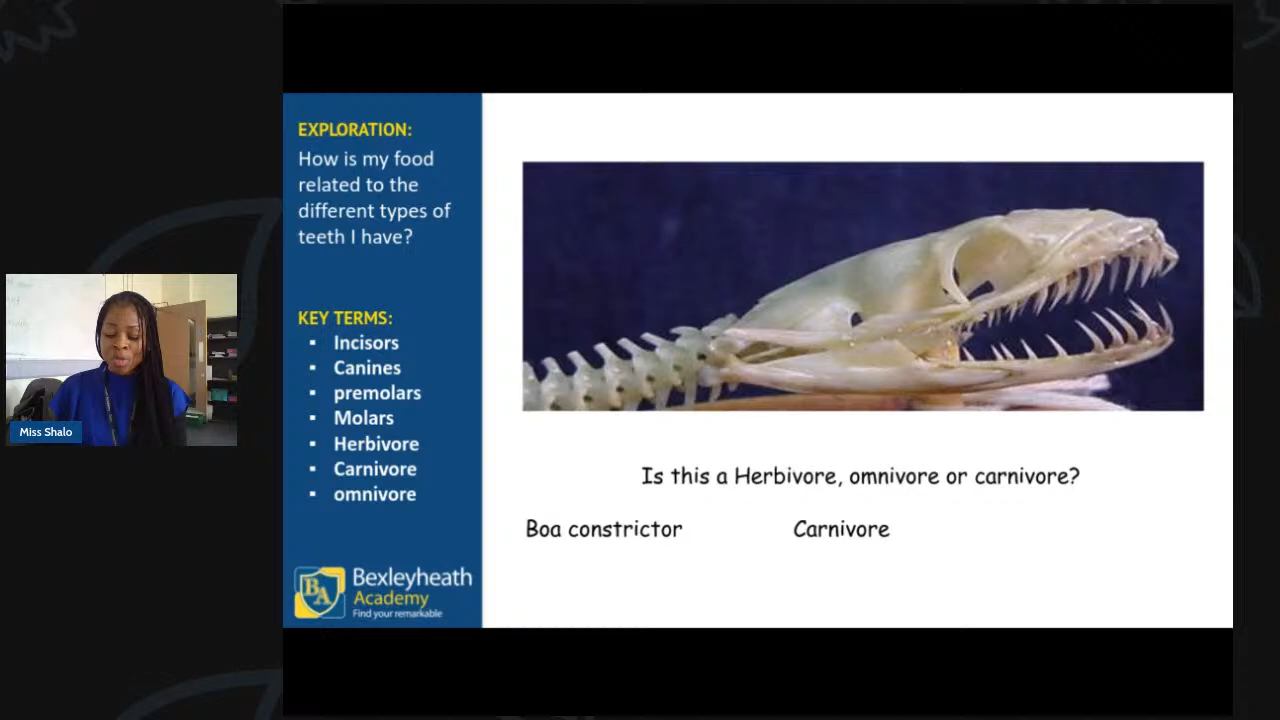 EXPLORATION:
How is my food
related to the
different types of
teeth I have?
KEY TERMS:
▪ Incisors
▪ Canines
▪ premolars
▪ Molars
▪ Herbivore
▪ Carnivore
▪ omnivore
BA
Bexleyheath
Academy
Find your remarkable
Is this a Herbivore, omnivore or carnivore?
Boa constrictor Carnivore
Miss Shalo